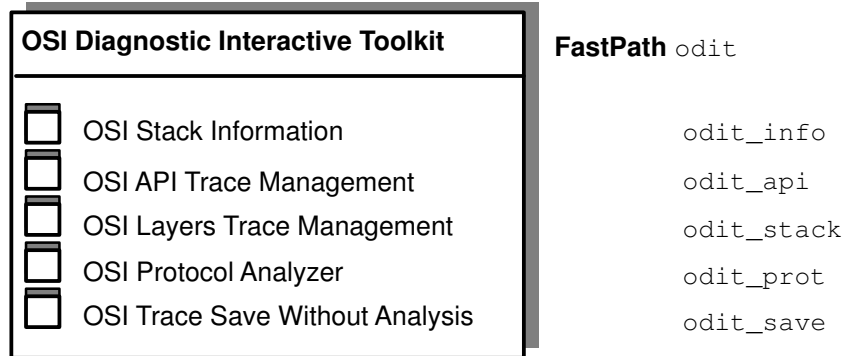 OSI Diagnostic Interactive Toolkit FastPath odit
OSI Stack Information odit_info
OSI API Trace Management odit_api
OSI Layers Trace Management odit_stack
OSI Protocol Analyzer odit_prot
OSI Trace Save Without Analysis odit_save